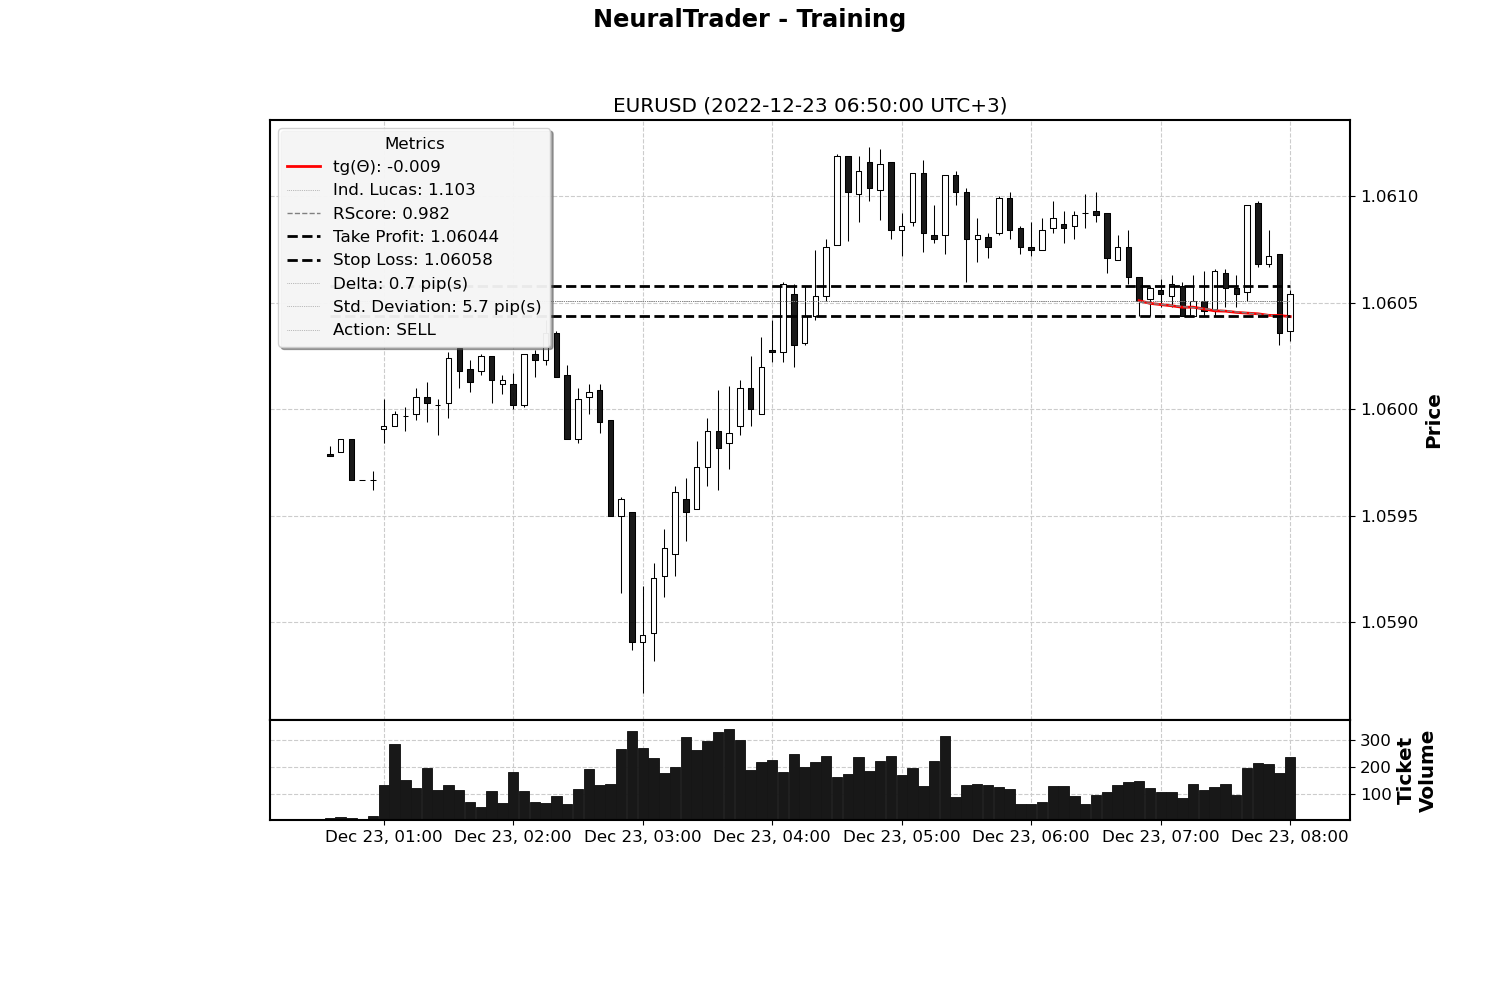 NeuralTrader - Training
EURUSD (2022-12-23 06:50:00 UTC+3)
Metrics
tg(Θ): -0.009
Ind. Lucas: 1.103
RScore: 0.982
Take Profit: 1.06044
Stop Loss: 1.06058
Delta: 0.7 pip(s)
Std. Deviation: 5.7 pip(s)
Action: SELL
1.0610
1.0605
1.0600
1.0595
1.0590
Price
300
200
100
Ticket
Volume
Dec 23, 01:00 Dec 23, 02:00 Dec 23, 03:00 Dec 23, 04:00 Dec 23, 05:00 Dec 23, 06:00 Dec 23, 07:00 Dec 23, 08:00